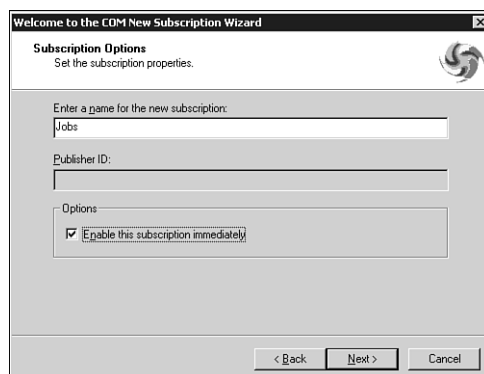 Welcome to the COM New Subscription Wizard
Subscription Options
Set the subscription properties.
Enter a name for the new subscription:
Jobs
Publisher ID:
Options
Enable this subscription immediately
< Back
Next >
Cancel